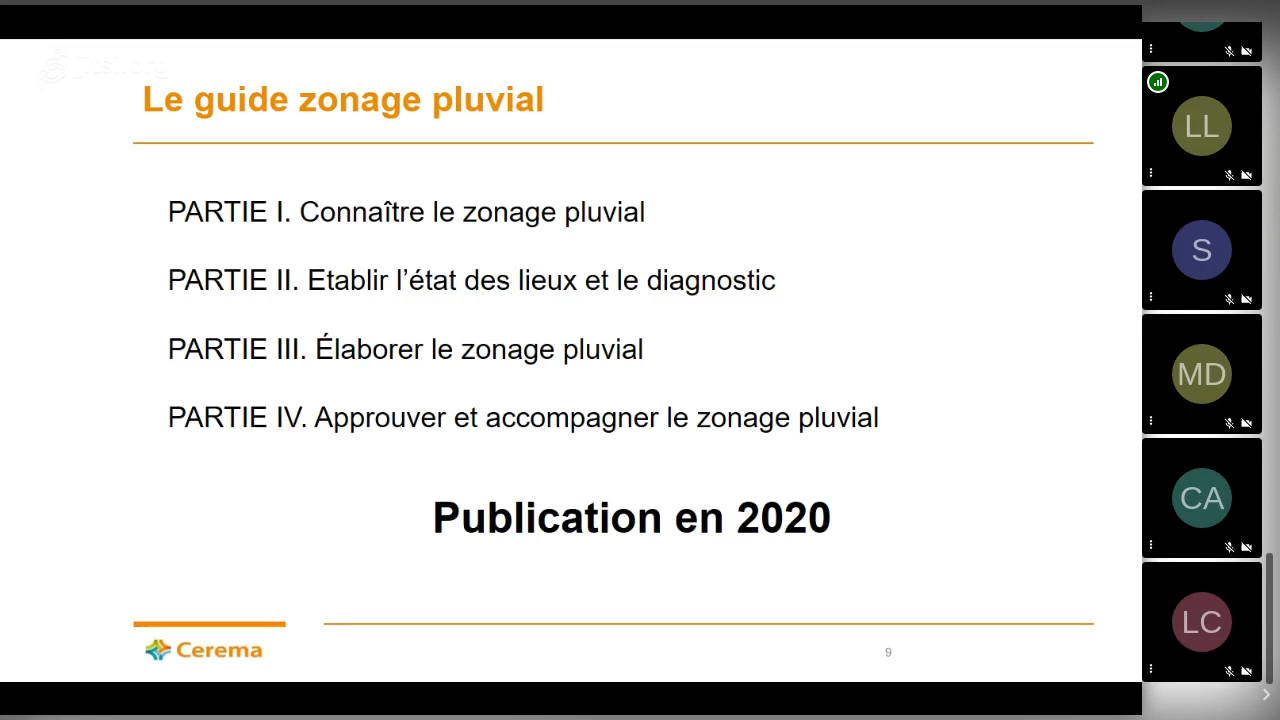 jitsi.org
Le guide zonage pluvial
PARTIE I. Connaître le zonage pluvial
PARTIE II. Etablir l’état des lieux et le diagnostic
PARTIE III. Élaborer le zonage pluvial
PARTIE IV. Approuver et accompagner le zonage pluvial
Publication en 2020
Cerema
9
LL
S
MD
CA
LC